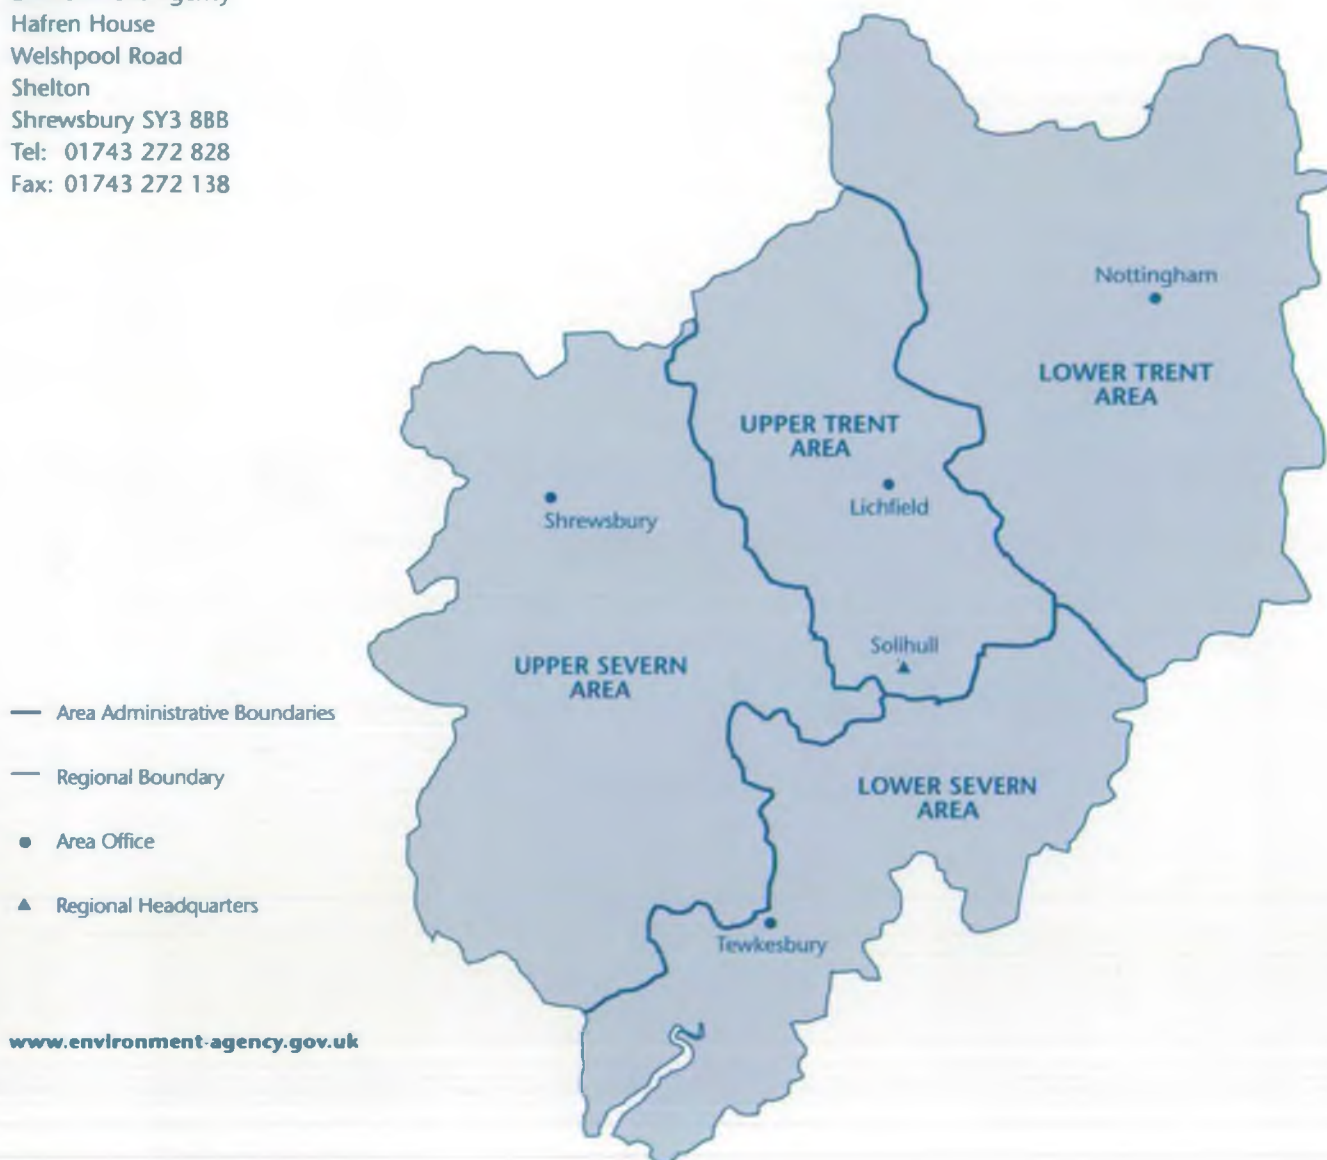 Hafren House
Welshpool Road
Shelton
Shrewsbury SY3 8BB
Tel: 01743 272 828
Fax: 01743 272 138
Nottingham
LOWER TRENT
AREA
UPPER TRENT
AREA
Lichfield
Shrewsbury
Solihull
UPPER SEVERN
AREA
LOWER SEVERN
AREA
Tewkesbury
Area Administrative Boundaries
Regional Boundary
Area Office
Regional Headquarters
www.environment-agency.gov.uk